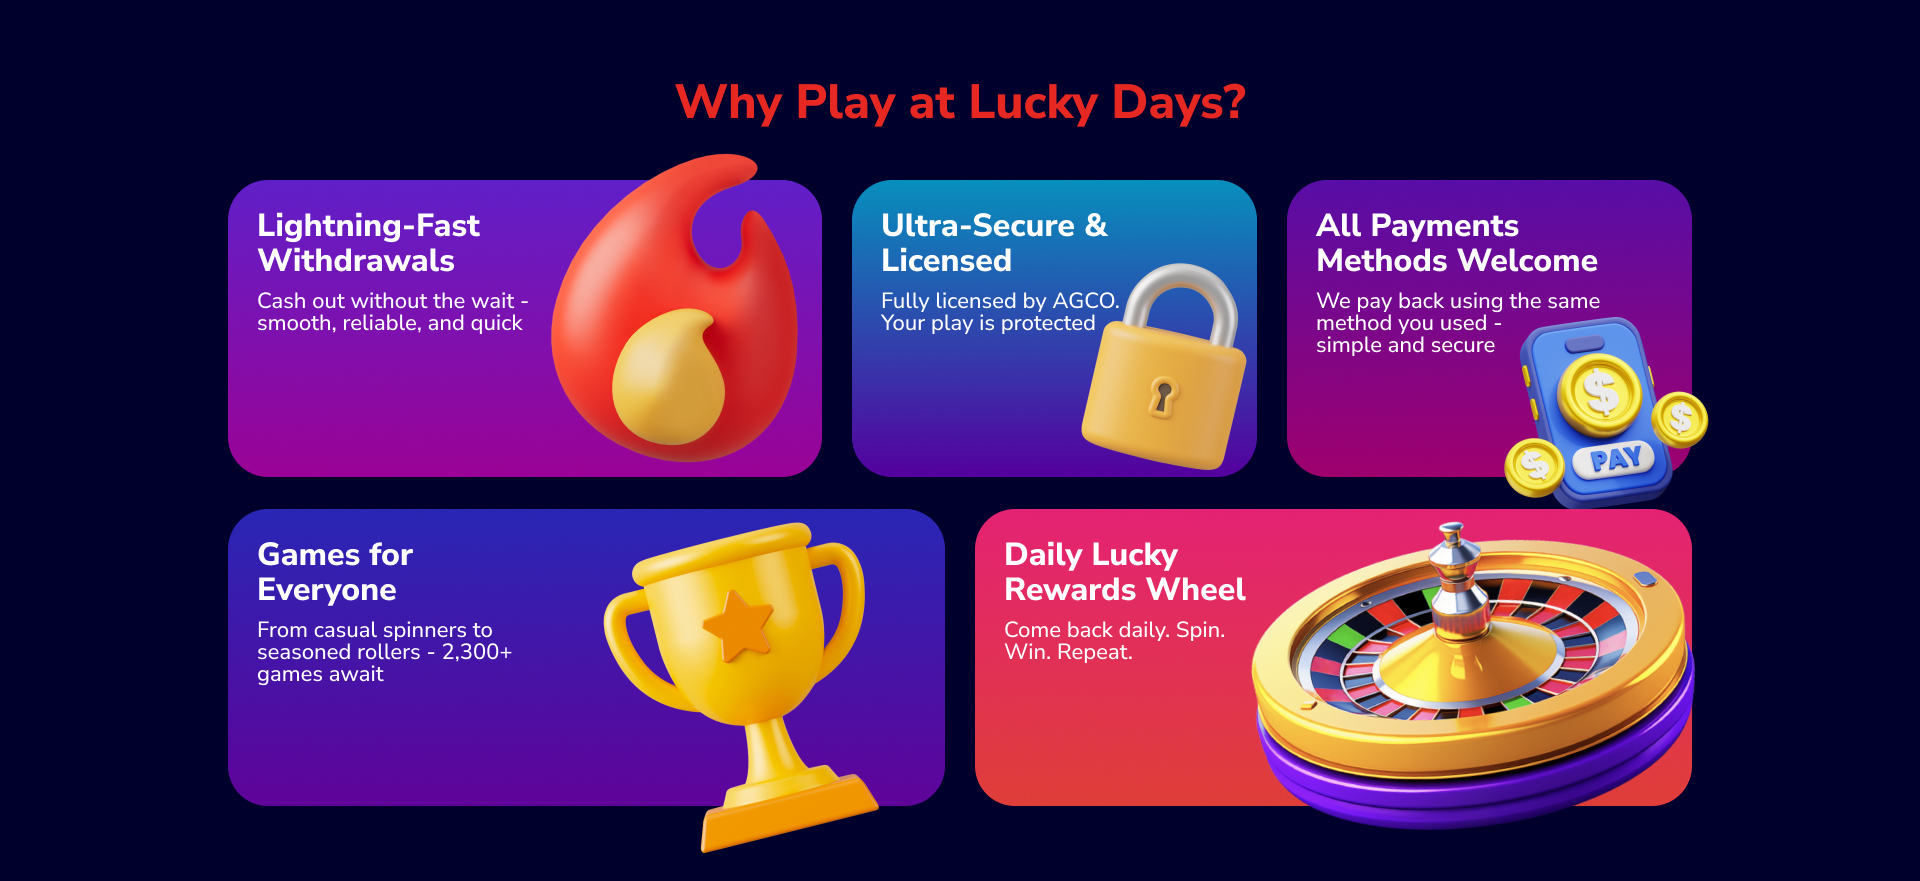 Why Play at Lucky Days?
Lightning-Fast
Withdrawals
Cash out without the wait -
smooth, reliable, and quick
Ultra-Secure &
Licensed
Fully licensed by AGCO.
Your play is protected
All Payments
Methods Welcome
We pay back using the same
method you used -
simple and secure
$
$
$
PAY
Games for
Everyone
From casual spinners to
seasoned rollers - 2,300+
games await
Daily Lucky
Rewards Wheel
Come back daily. Spin.
Win. Repeat.